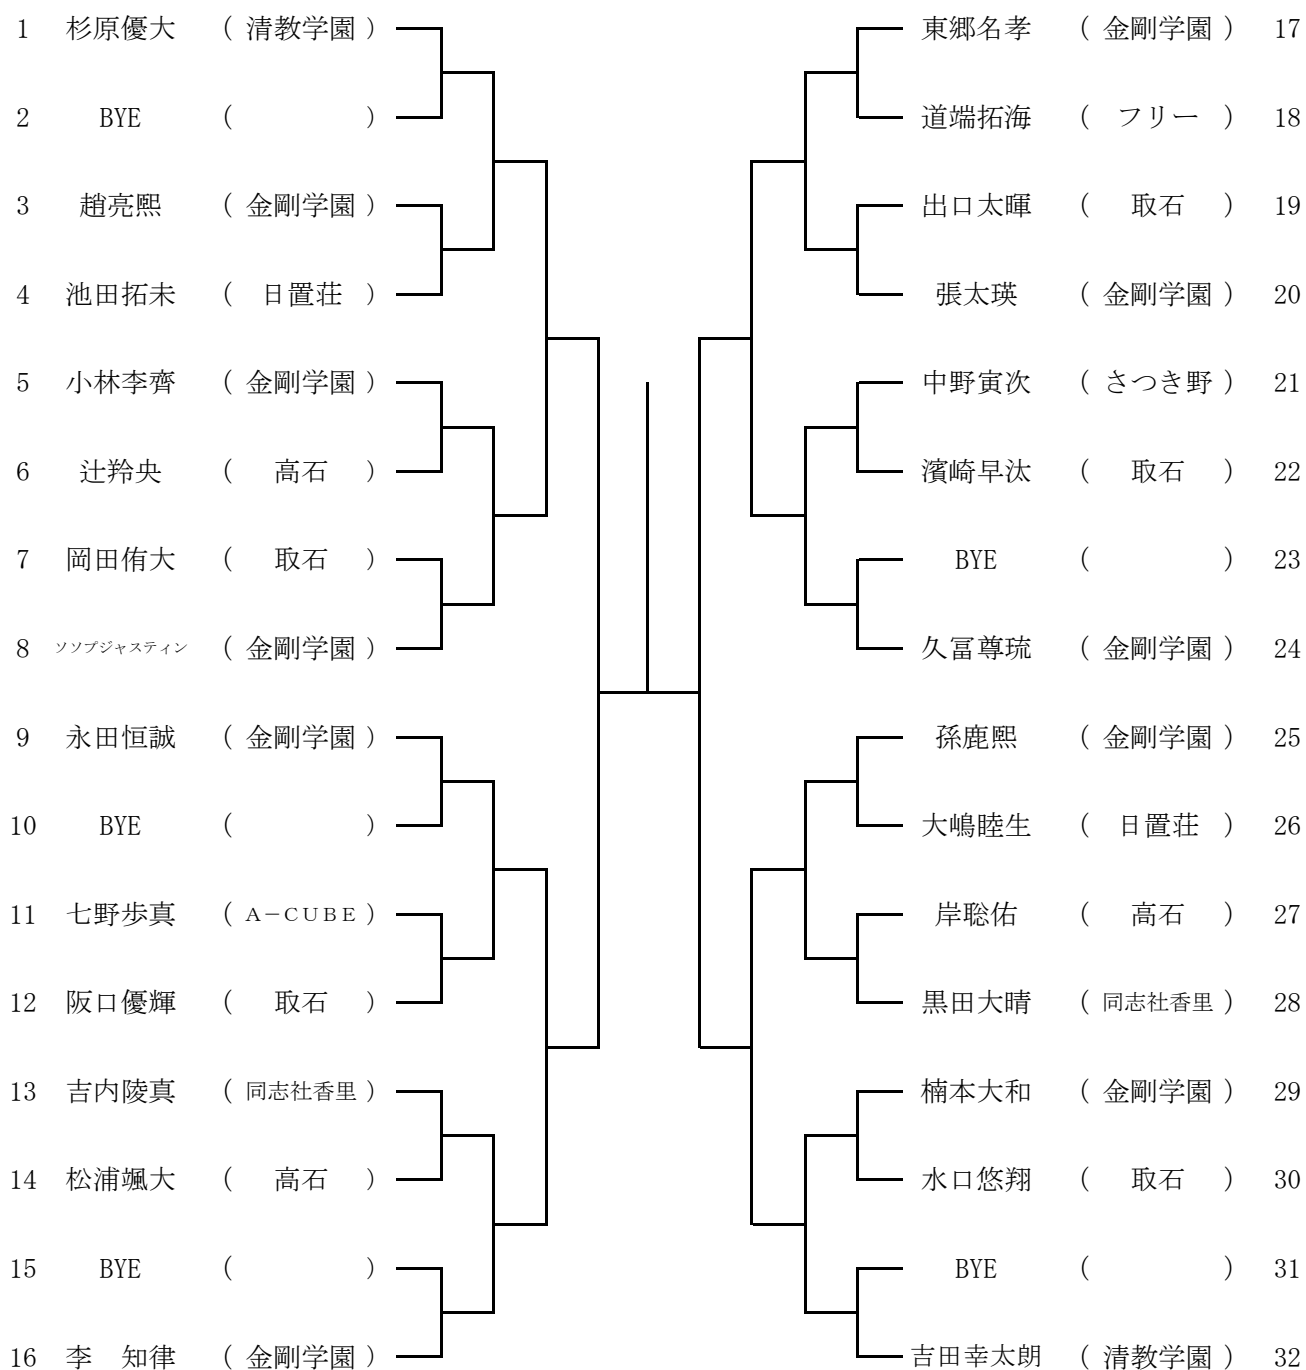 1 杉原優大 ( 清教学園 )
2 BYE ( )
3 趙亮熙 ( 金剛学園 )
4 池田拓未 ( 日置荘 )
5 小林李齊 ( 金剛学園 )
6 辻羚央 ( 高石 )
7 岡田侑大 ( 取石 )
8 ソソプジャスティン ( 金剛学園 )
9 永田恒誠 ( 金剛学園 )
10 BYE ( )
11 七野歩真 ( A-CUBE )
12 阪口優輝 ( 取石 )
13 吉内陵真 ( 同志社香里 )
14 松浦颯大 ( 高石 )
15 BYE ( )
16 李 知律 ( 金剛学園 )
東郷名孝 ( 金剛学園 ) 17
道端拓海 ( フリー ) 18
出口太暉 ( 取石 ) 19
張太瑛 ( 金剛学園 ) 20
中野寅次 ( さつき野 ) 21
濱崎早汰 ( 取石 ) 22
BYE ( ) 23
久冨尊琉 ( 金剛学園 ) 24
孫鹿熙 ( 金剛学園 ) 25
大嶋睦生 ( 日置荘 ) 26
岸聡佑 ( 高石 ) 27
黒田大晴 ( 同志社香里 ) 28
楠本大和 ( 金剛学園 ) 29
水口悠翔 ( 取石 ) 30
BYE ( ) 31
吉田幸太朗 ( 清教学園 ) 32